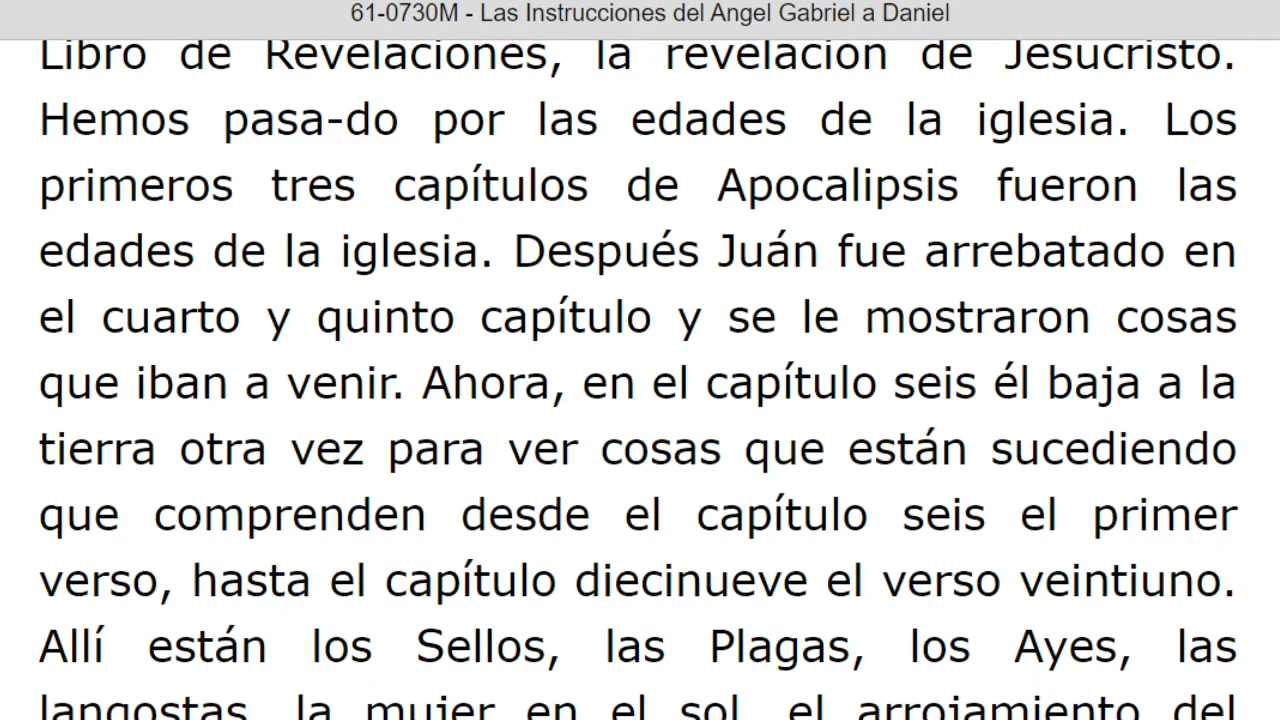 61-0730M - Las Instrucciones del Angel Gabriel a Daniel
Libro de Revelaciones, la revelación de Jesucristo.
Hemos pasa-do por las edades de la iglesia. Los
primeros tres capítulos de Apocalipsis fueron las
edades de la iglesia. Después Juán fue arrebatado en
el cuarto y quinto capítulo y se le mostraron cosas
que iban a venir. Ahora, en el capítulo seis él baja a la
tierra otra vez para ver cosas que están sucediendo
que comprenden desde el capítulo seis el primer
verso, hasta el capítulo diecinueve el verso veintiuno.
Allí están los Sellos, las Plagas, los Ayes, las
langostas, la mujer en el sol, el arrojamiento del